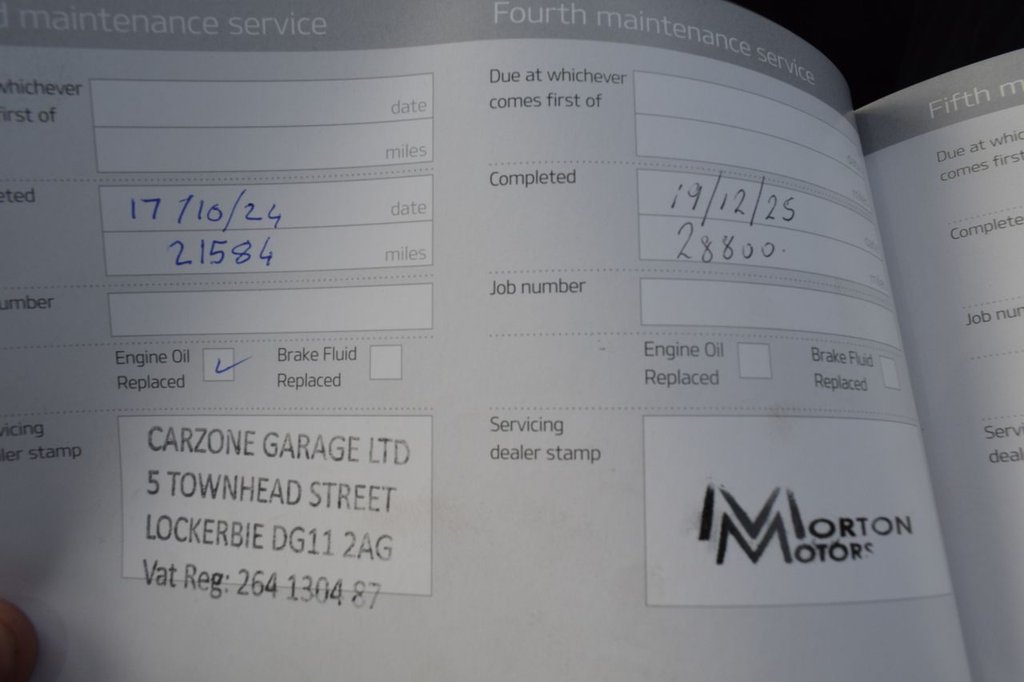 d maintenance service
whichever
first of
date
miles
eted
17/10/24
date
21584
miles
umber
Engine Oil
Replaced
Brake Fluid
Replaced
vicing
ler stamp
CARZONE GARAGE LTD
5 TOWNHEAD STREET
LOCKERBIE DG11 2AG
Vat Reg: 264 1304 87
Fourth maintenance service
Due at whichever
comes first of
Completed
19/12/25
28800.
Job number
Engine Oil
Replaced
Brake Fluid
Replaced
Servicing
dealer stamp
MORTON
MOTORS
Fifth m
Due at whic
comes first
Complete
Job num
Servi
deal